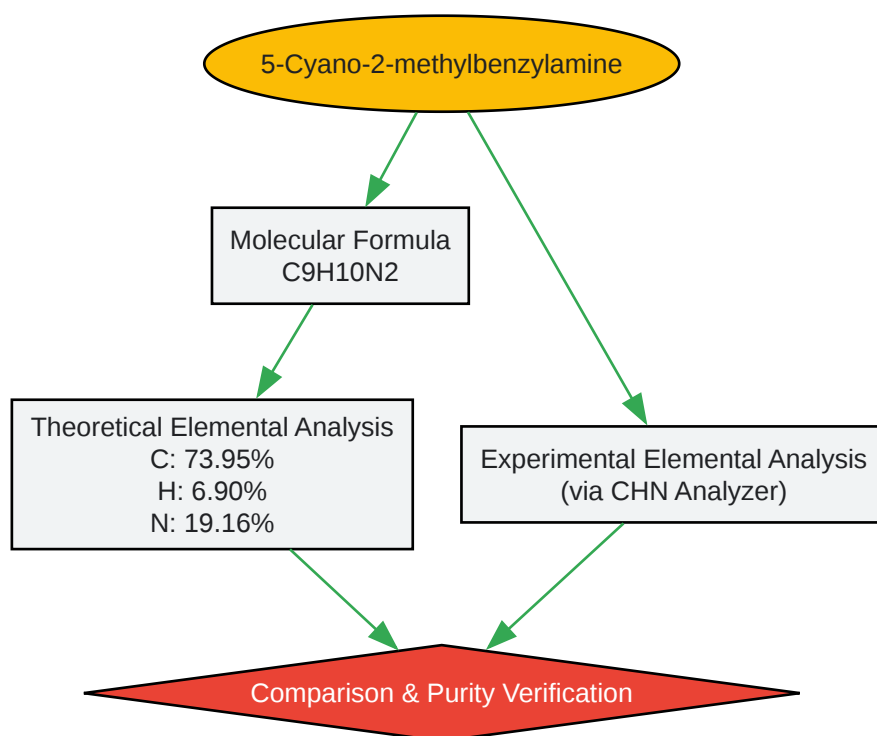 5-Cyano-2-methylbenzylamine
Molecular Formula
C9H10N2
Theoretical Elemental Analysis
C: 73.95%
H: 6.90%
N: 19.16%
Experimental Elemental Analysis
(via CHN Analyzer)
Comparison & Purity Verification